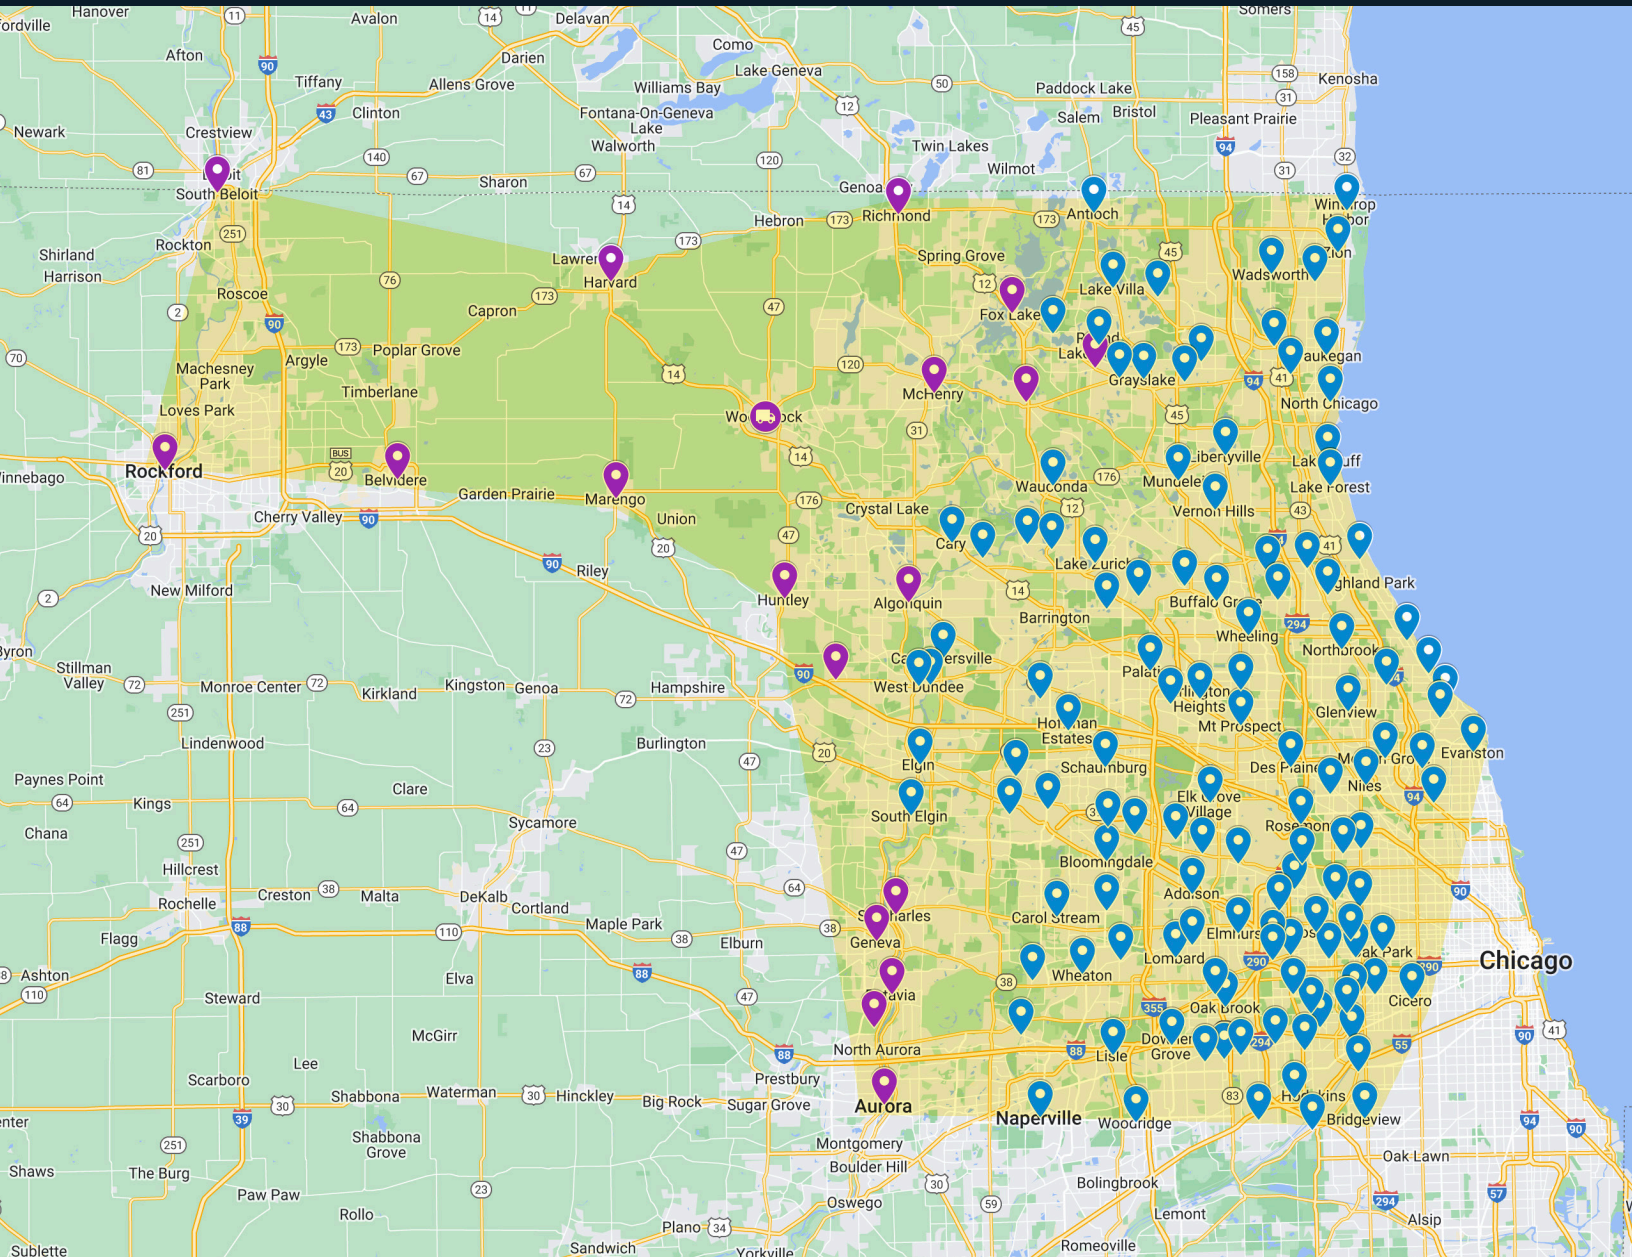 Hanover
Avalon
Delavan
Somers
Darien
Como
Afton
Tiffany
Allens Grove
Lake Geneva
Williams Bay
Kenosha
Paddock Lake
Clinton
Fontana-On-Geneva
Lake
Salem
Bristol
Pleasant Prairie
Newark
Crestview
Walworth
Twin Lakes
Wilmot
Sharon
South Beloit
Genoa
Richmond
Antioch
Hebron
Rockton
Shirland
Harrison
Spring Grove
Wadsworth
Harvard
Lake Villa
Roscoe
Capron
Fox Lake
Argyle
Poplar Grove
Machesney
Park
Timberlane
Grayslake
McHenry
North Chicago
Loves Park
Rockford
Belvidere
Garden Prairie
Marengo
Libertyville
Wauconda
Lake Forest
Vernon Hills
Cherry Valley
Union
Crystal Lake
Cary
Lake Zurich
Riley
New Milford
Huntley
Algonquin
Barrington
Wheeling
Northbrook
Byron
Stillman
Valley
Monroe Center
Kirkland
Kingston
Genoa
Hampshire
West Dundee
Heights
Glenview
Mt Prospect
Hoffman
Estates
Lindenwood
Burlington
Elgin
Schaumburg
Evanston
Niles
Paynes Point
Clare
Kings
Elk Grove
Village
South Elgin
Chana
Sycamore
Bloomingdale
Hillcrest
Addison
Rochelle
Creston
Malta
DeKalb
Cortland
Maple Park
Carol Stream
Flagg
Elburn
Geneva
Lombard
Chicago
Ashton
Elva
Wheaton
Steward
Oak Brook
Cicero
McGirr
North Aurora
Lisle
Downers
Grove
Lee
Scarboro
Shabbona
Waterman
Hinckley
Big Rock
Prestbury
Sugar Grove
Aurora
Naperville
Woodridge
Bridgeview
Shabbona
Grove
Montgomery
Boulder Hill
Oak Lawn
Shaws
The Burg
Paw Paw
Oswego
Bolingbrook
Rollo
Plano
Lemont
Alsip
Sublette
Sandwich
Yorkville
Romeoville